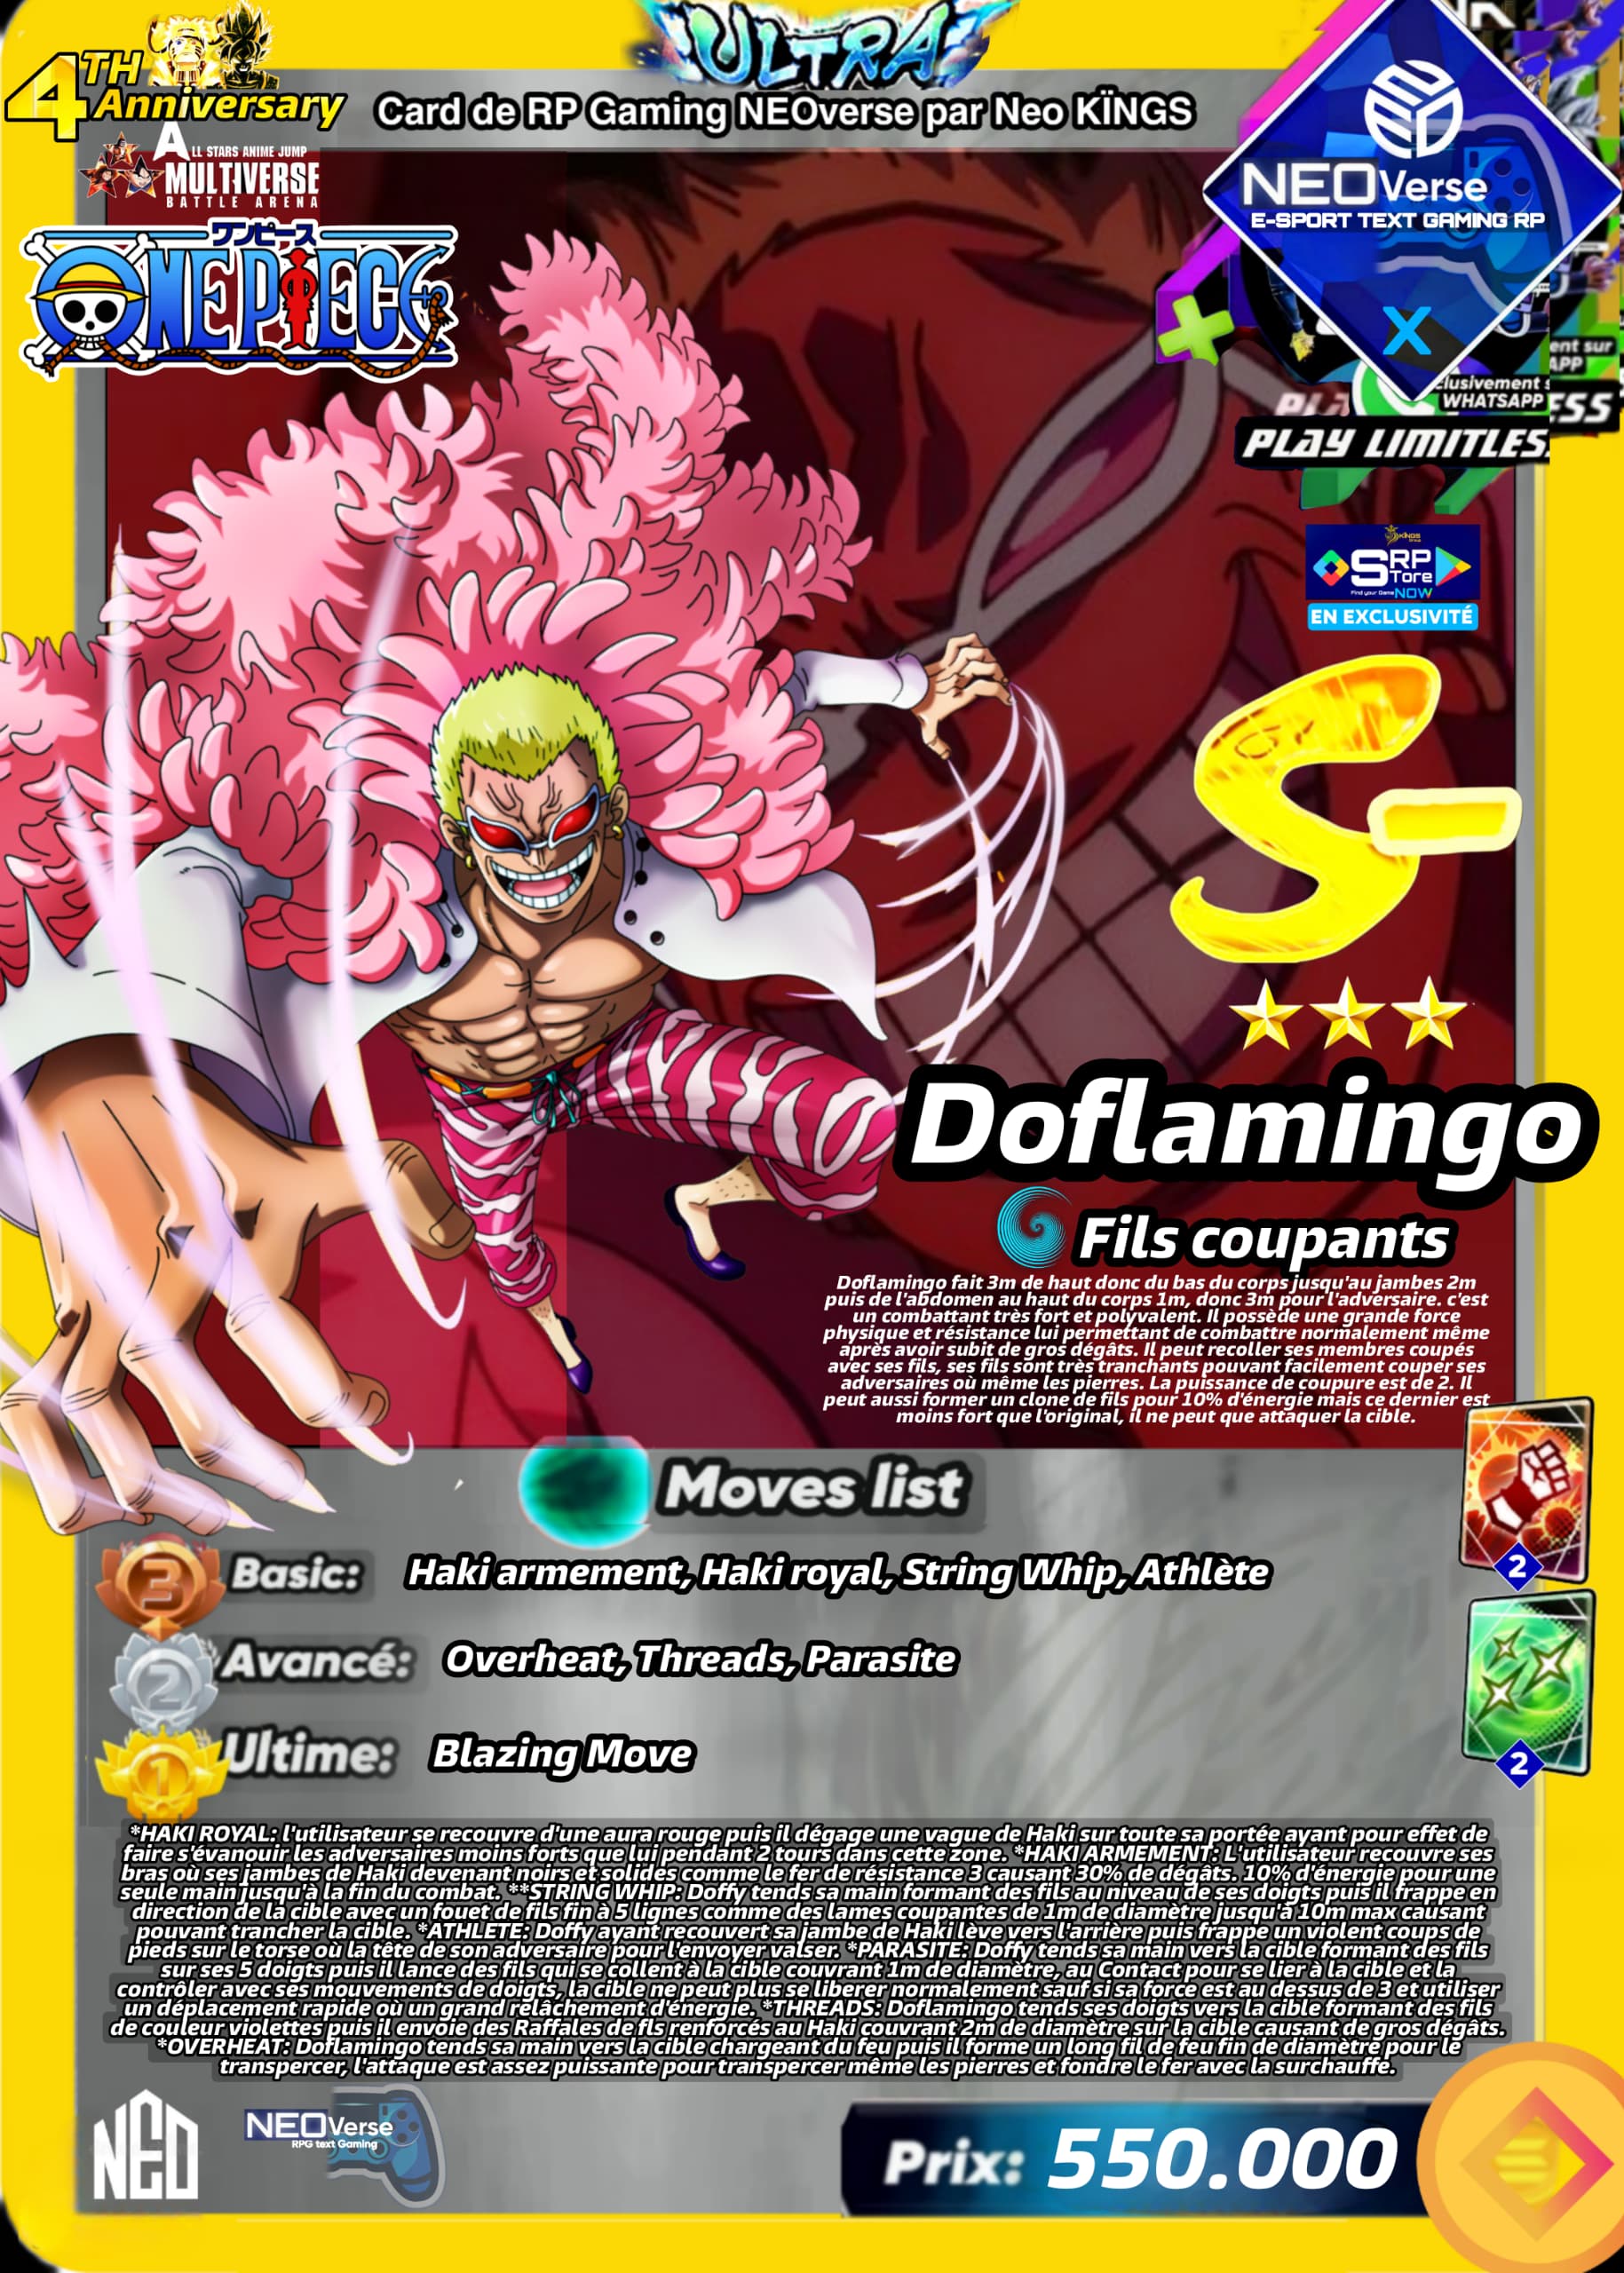 ULTRA
4TH
Anniversary
Card de RP Gaming NEOverse par Neo KÏNGS
ALL STARS ANIME JUMP
MULTIVERSE
BATTLE ARENA
ワンピース
ONE PIECE
NEOVerse
E-SPORT TEXT GAMING RP
X
ent sur
APP
clusivement
WHATSAPP
ESS
PLAY LIMITLES
KINGS
SRP
Tore
Find your Game NOW
EN EXCLUSIVITÉ
S-
Doflamingo
Fils coupants
Doflamingo fait 3m de haut donc du bas du corps jusqu'au jambes 2m
puis de l'abdomen au haut du corps 1m, donc 3m pour l'adversaire. c'est
un combattant très fort et polyvalent. Il possède une grande force
physique et résistance lui permettant de combattre normalement même
après avoir subit de gros dégâts. Il peut recoller ses membres coupés
avec ses fils, ses fils sont très tranchants pouvant facilement couper ses
adversaires où même les pierres. La puissance de coupure est de 2. Il
peut aussi former un clone de fils pour 10% d'énergie mais ce dernier est
moins fort que l'original, il ne peut que attaquer la cible.
Moves list
2
3 Basic: Haki armement, Haki royal, String Whip, Athlète
2 Avancé: Overheat, Threads, Parasite
1 Ultime: Blazing Move
2
*HAKI ROYAL: l'utilisateur se recouvre d'une aura rouge puis il dégage une vague de Haki sur toute sa portée ayant pour effet de
faire s'évanouir les adversaires moins forts que lui pendant 2 tours dans cette zone. *HAKI ARMEMENT: L'utilisateur recouvre ses
bras où ses jambes de Haki devenant noirs et solides comme le fer de résistance 3 causant 30% de dégâts. 10% d'énergie pour une
seule main jusqu'à la fin du combat. **STRING WHIP: Doffy tends sa main formant des fils au niveau de ses doigts puis il frappe en
direction de la cible avec un fouet de fils fin à 5 lignes comme des lames coupantes de 1m de diamètre jusqu'à 10m max causant
pouvant trancher la cible. *ATHLETE: Doffy ayant recouvert sa jambe de Haki lève vers l'arrière puis frappe un violent coups de
pieds sur le torse où la tête de son adversaire pour l'envoyer valser. *PARASITE: Doffy tends sa main vers la cible formant des fils
sur ses 5 doigts puis il lance des fils qui se collent à la cible couvrant 1m de diamètre, au Contact pour se lier à la cible et la
contrôler avec ses mouvements de doigts, la cible ne peut plus se liberer normalement sauf si sa force est au dessus de 3 et utiliser
un déplacement rapide où un grand relâchement d'énergie. *THREADS: Doflamingo tends ses doigts vers la cible formant des fils
de couleur violettes puis il envoie des Raffales de fls renforcés au Haki couvrant 2m de diamètre sur la cible causant de gros dégâts.
*OVERHEAT: Doflamingo tends sa main vers la cible chargeant du feu puis il forme un long fil de feu fin de diamètre pour le
transpercer, l'attaque est assez puissante pour transpercer même les pierres et fondre le fer avec la surchauffe.
NEO
NEOVerse
RPG text Gaming
Prix: 550.000